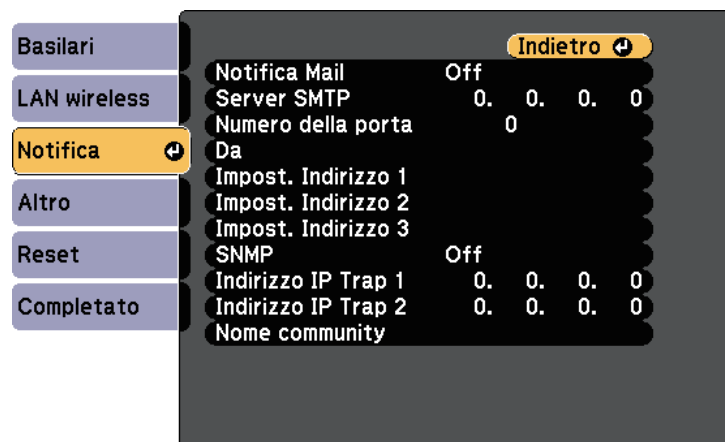 Basilari
LAN wireless
Notifica
Altro
Reset
Completato
Indietro
Notifica Mail Off
Server SMTP 0. 0. 0. 0
Numero della porta 0
Da
Impost. Indirizzo 1
Impost. Indirizzo 2
Impost. Indirizzo 3
SNMP Off
Indirizzo IP Trap 1 0. 0. 0. 0
Indirizzo IP Trap 2 0. 0. 0. 0
Nome community